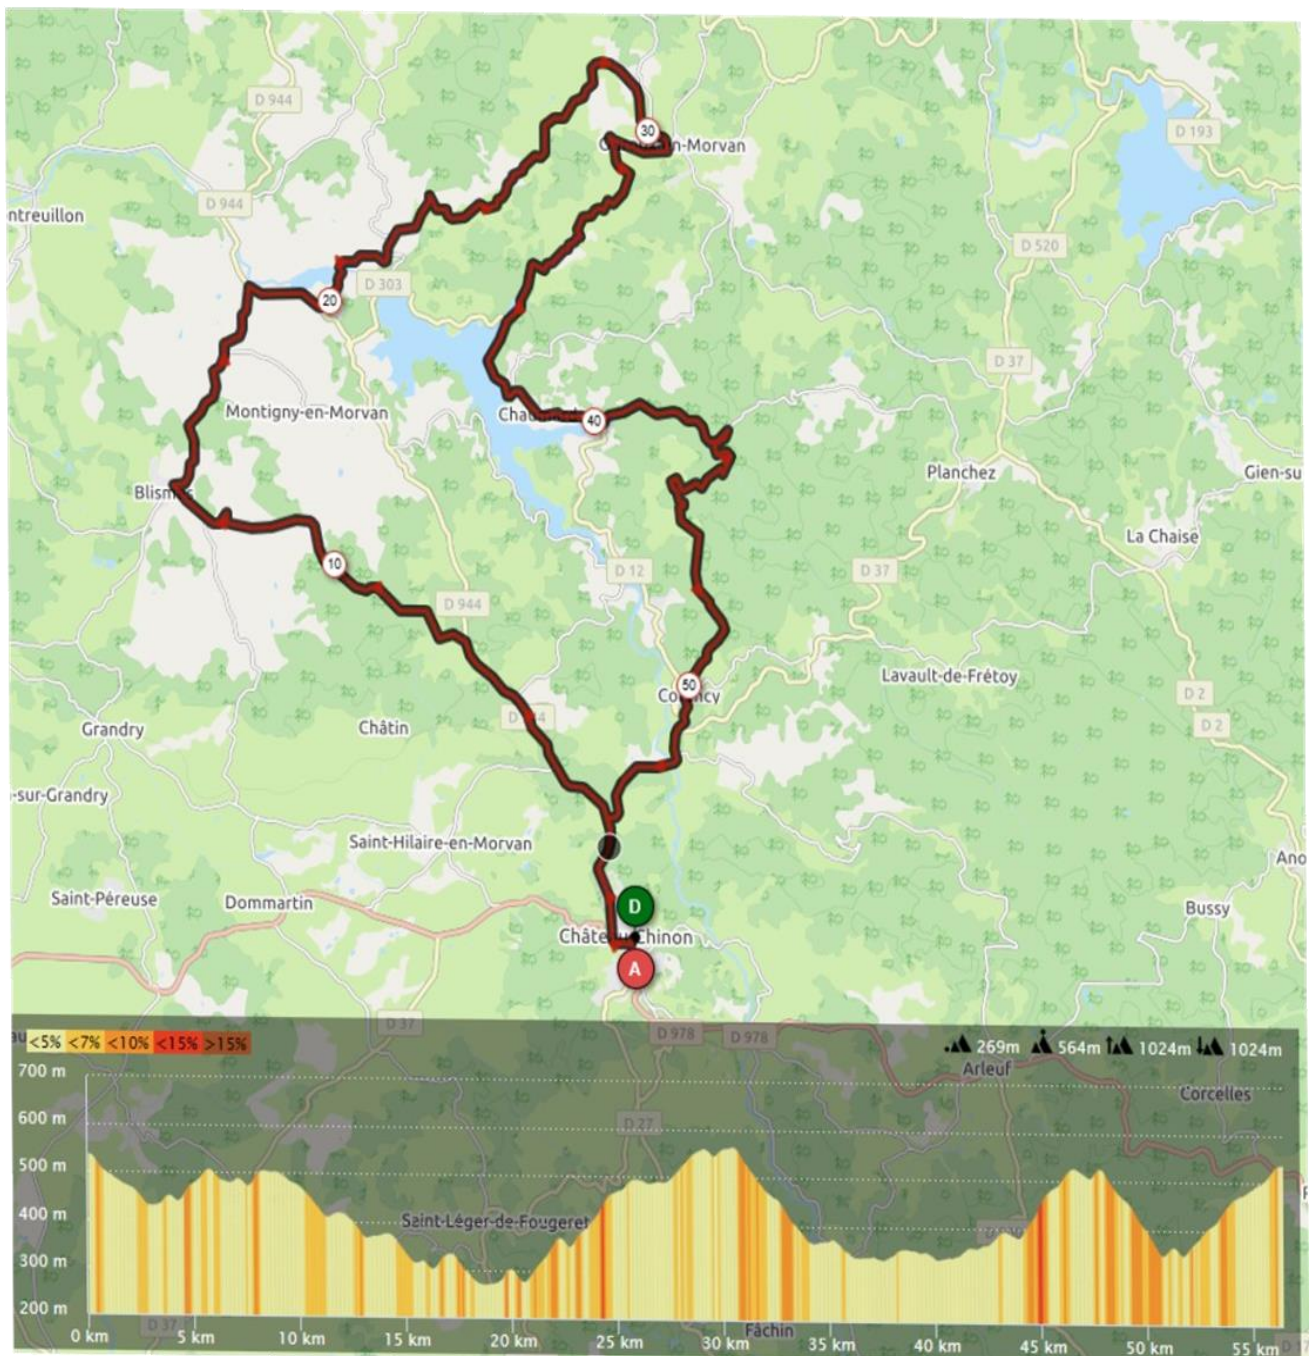 D 944
D 193
30
n-Morvan
D 944
ntreuillon
D 520
D 303
20
D 37
Montigny-en-Morvan
40
Planchez
Gien-su
Blism
La Chaise
10
D 12
D 37
D 944
Lavault-de-Frétoy
50
D 2
D 2
Grandry
Châtin
-sur-Grandry
Saint-Hilaire-en-Morvan
Ano
Saint-Péreuse
Dommartin
D
Bussy
Chinon
A
D 37
D 978
D 978
<5% <7% <10% <15% >15%
269m 564m 1024m 1024m
Arleuf
700 m
Corcelles
600 m
D 27
500 m
400 m
Saint-Léger-de-Fougeret
300 m
200 m
D 37
Fâchin
0 km 5 km 10 km 15 km 20 km 25 km 30 km 35 km 40 km 45 km 50 km 55 km